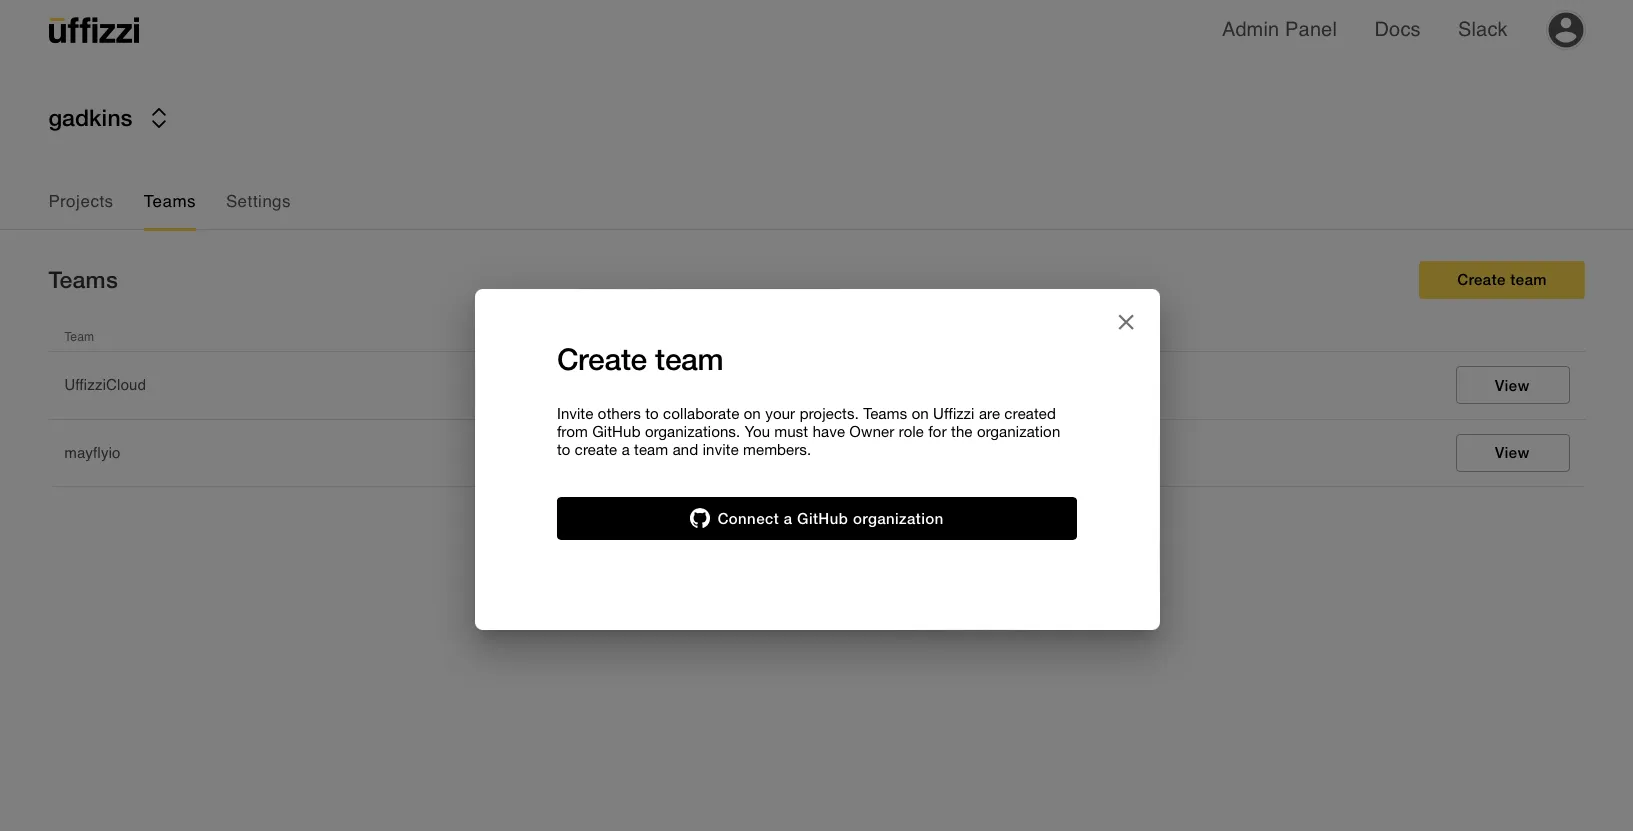 uffizzi
Admin Panel Docs Slack
gadkins
Projects Teams Settings
Teams
Create team
Team
UffizziCloud
View
mayflyio
View
Create team
Invite others to collaborate on your projects. Teams on Uffizzi are created
from GitHub organizations. You must have Owner role for the organization
to create a team and invite members.
Connect a GitHub organization